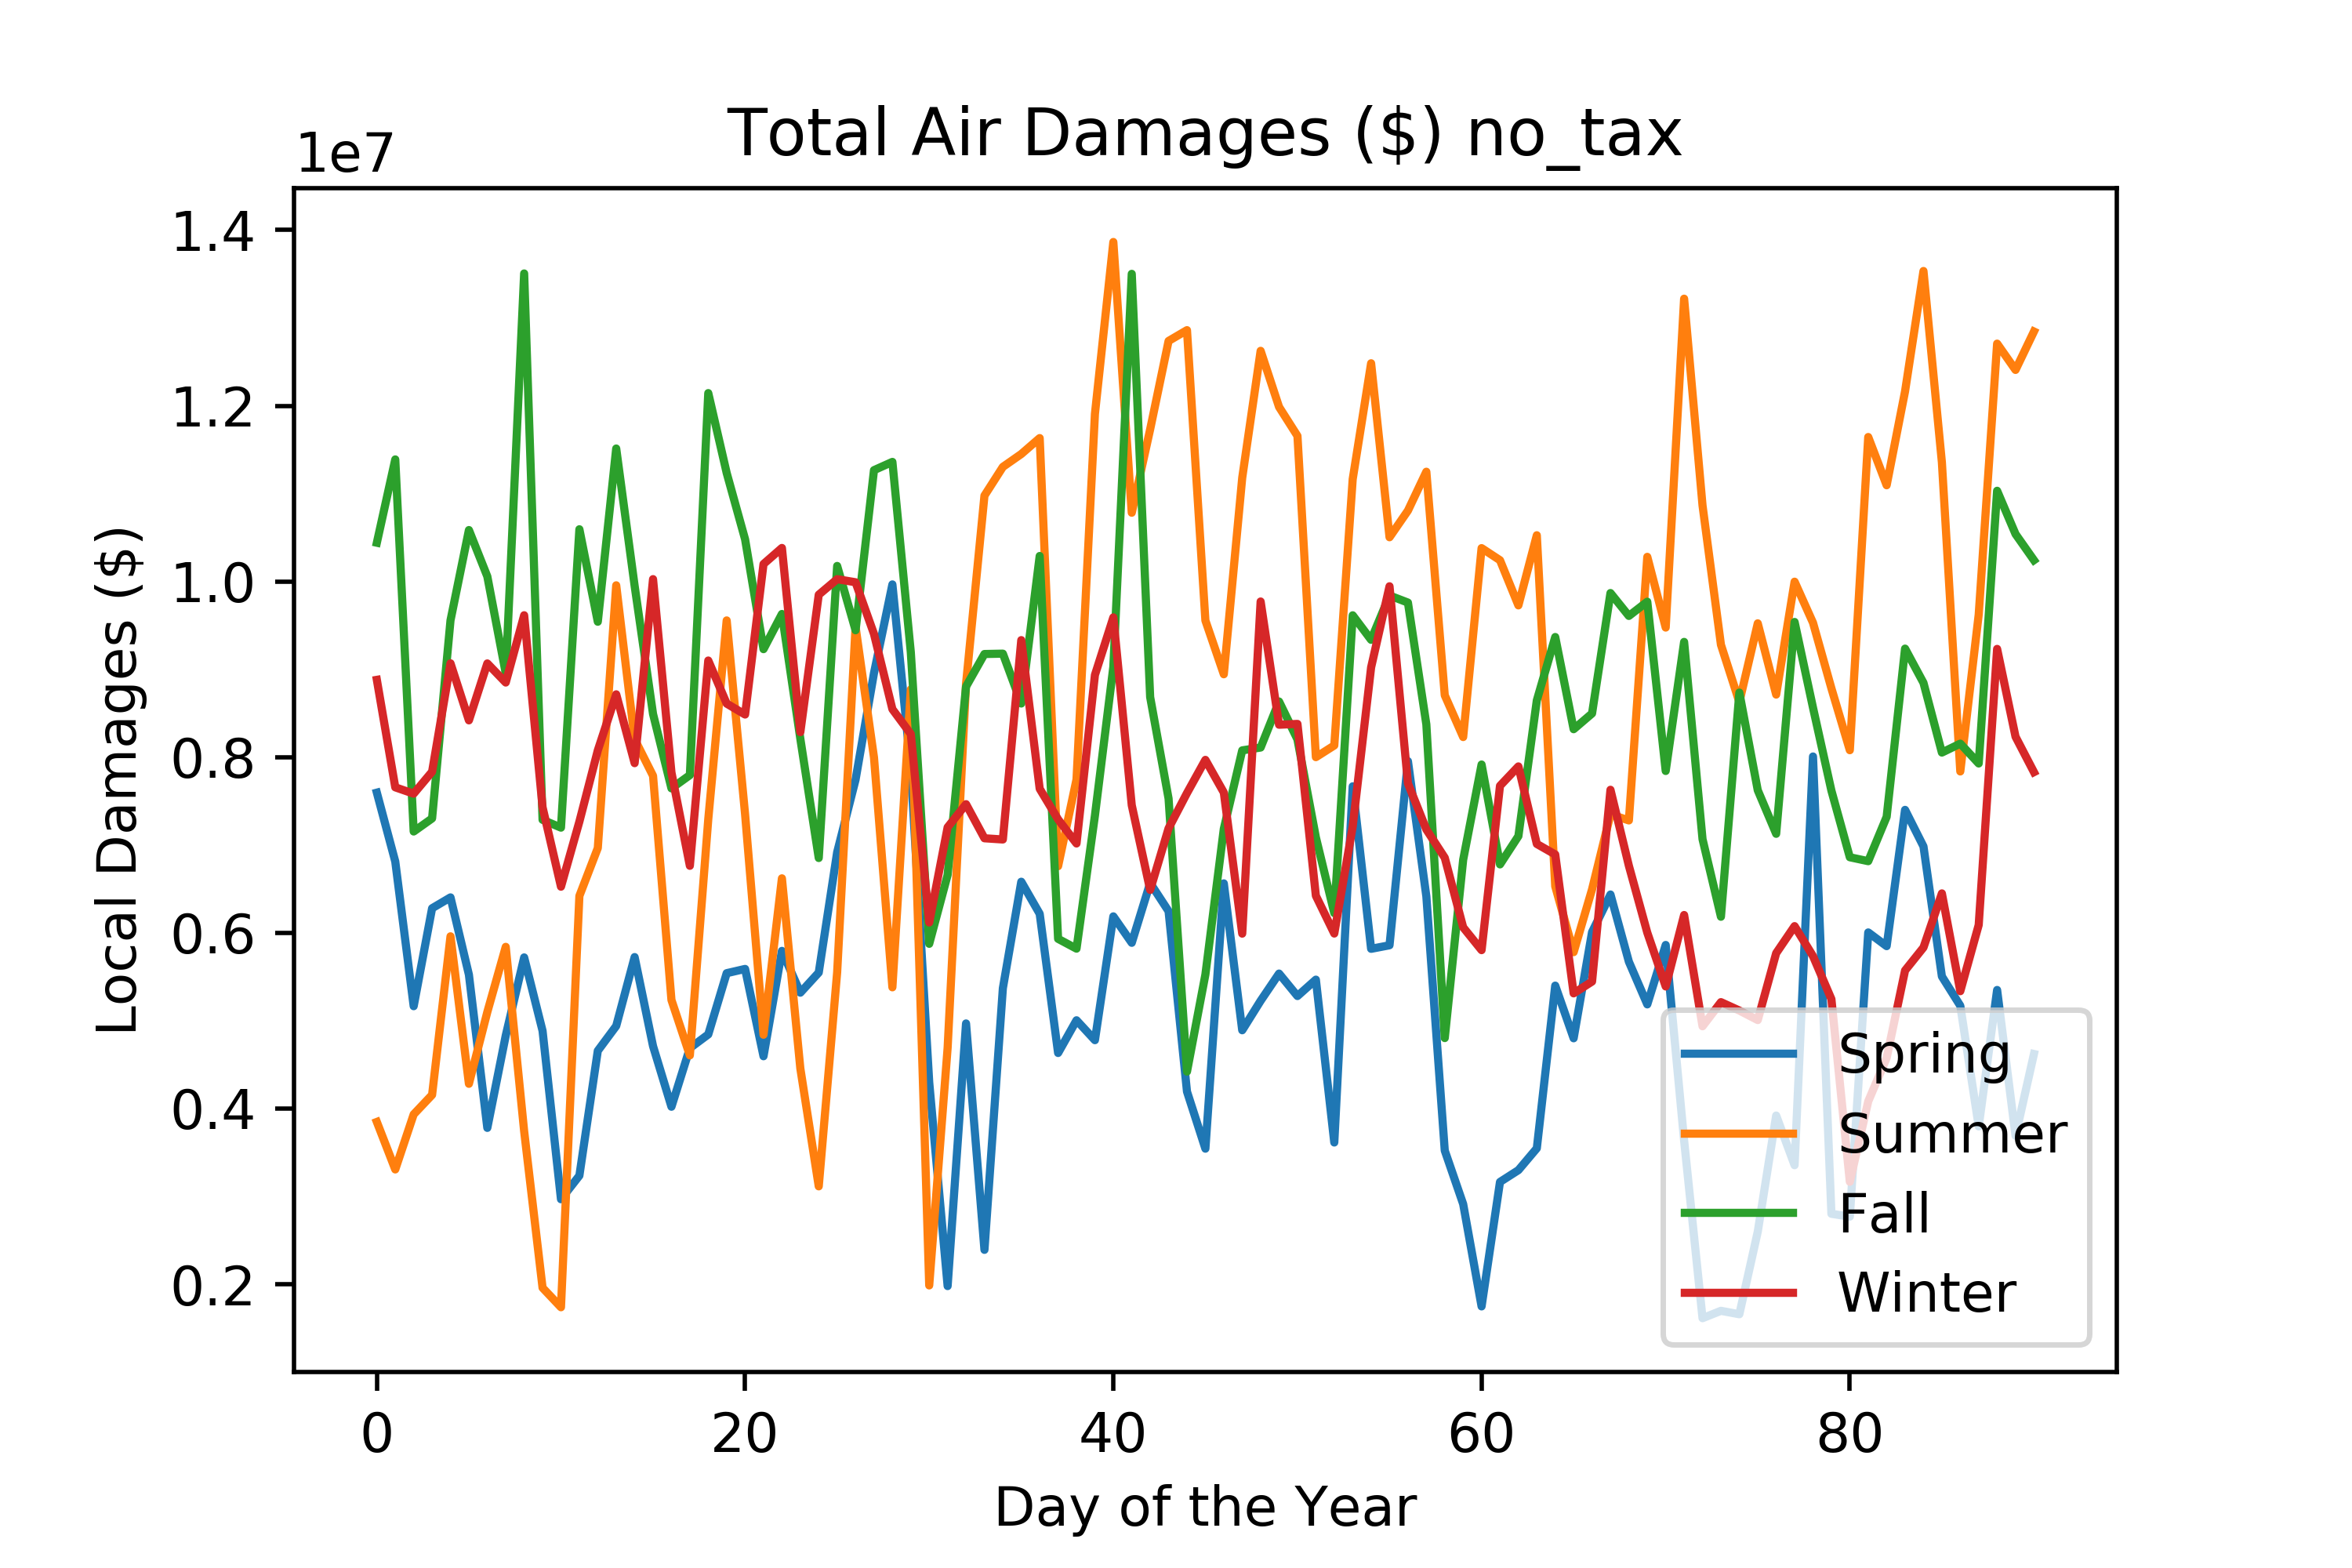 Total Air Damages ($) no_tax
1e7
1.4
1.2
1.0
0.8
0.6
0.4
0.2
Local Damages ($)
0 20 40 60 80
Day of the Year
Spring
Summer
Fall
Winter